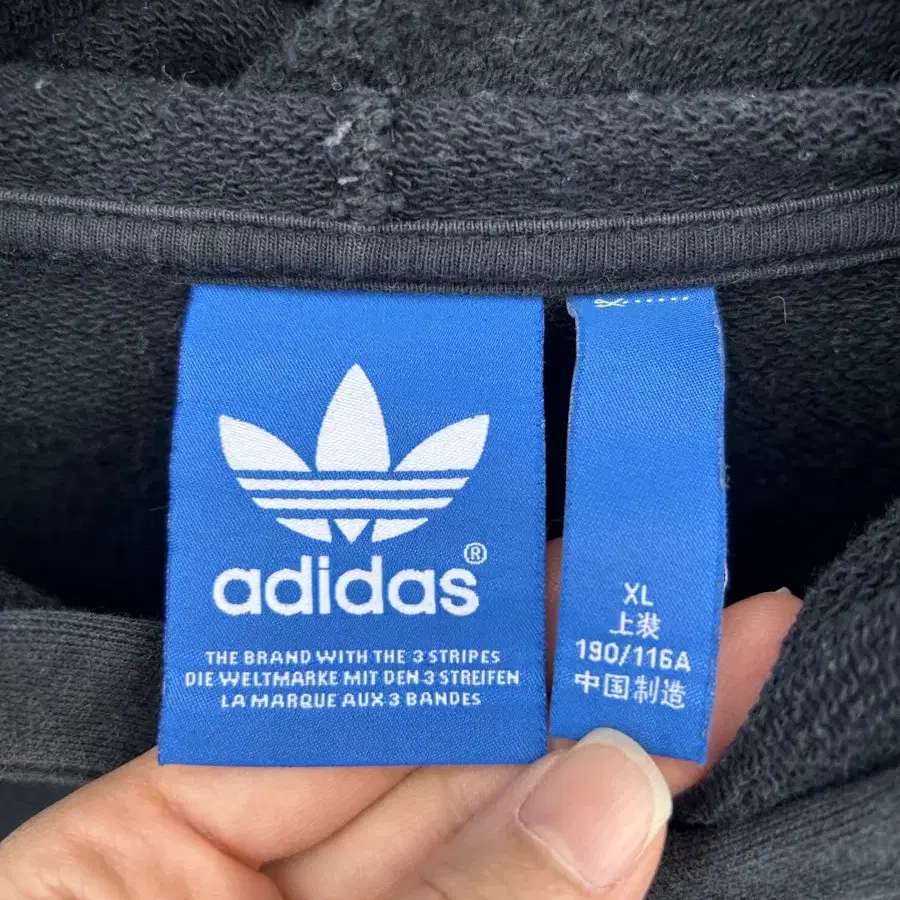 adidas®
THE BRAND WITH THE 3 STRIPES
DIE WELTMARKE MIT DEN 3 STREIFEN
LA MARQUE AUX 3 BANDES
XL
上装
190/116A
中国制造